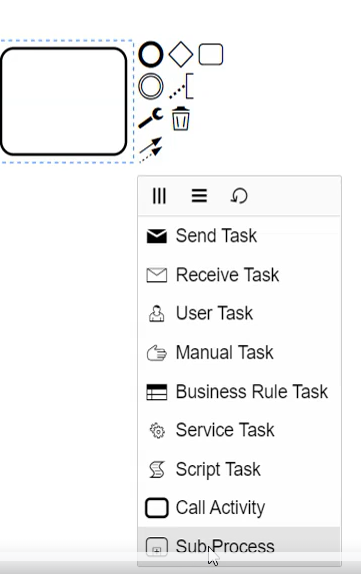 Send Task
Receive Task
User Task
Manual Task
Business Rule Task
Service Task
Script Task
Call Activity
Sub Process